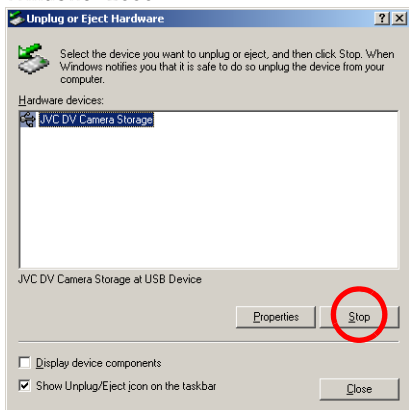 Unplug or Eject Hardware
Select the device you want to unplug or eject, and then click Stop. When
Windows notifies you that it is safe to do so unplug the device from your
computer.
Hardware devices:
JVC DV Camera Storage
JVC DV Camera Storage at USB Device
Properties
Stop
Display device components
Show Unplug/Eject icon on the taskbar
Close